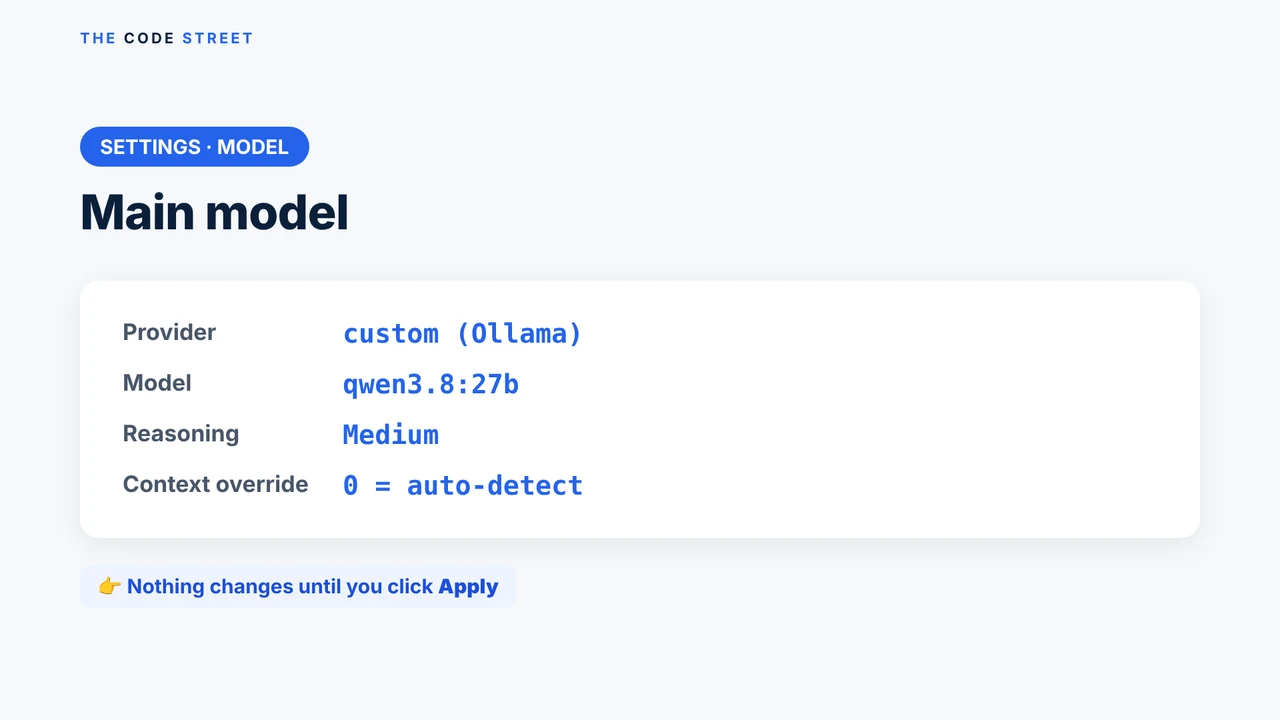 THE CODE STREET
SETTINGS · MODEL
Main model
Provider custom (Ollama)
Model qwen3.8:27b
Reasoning Medium
Context override 0 = auto-detect
👉 Nothing changes until you click Apply